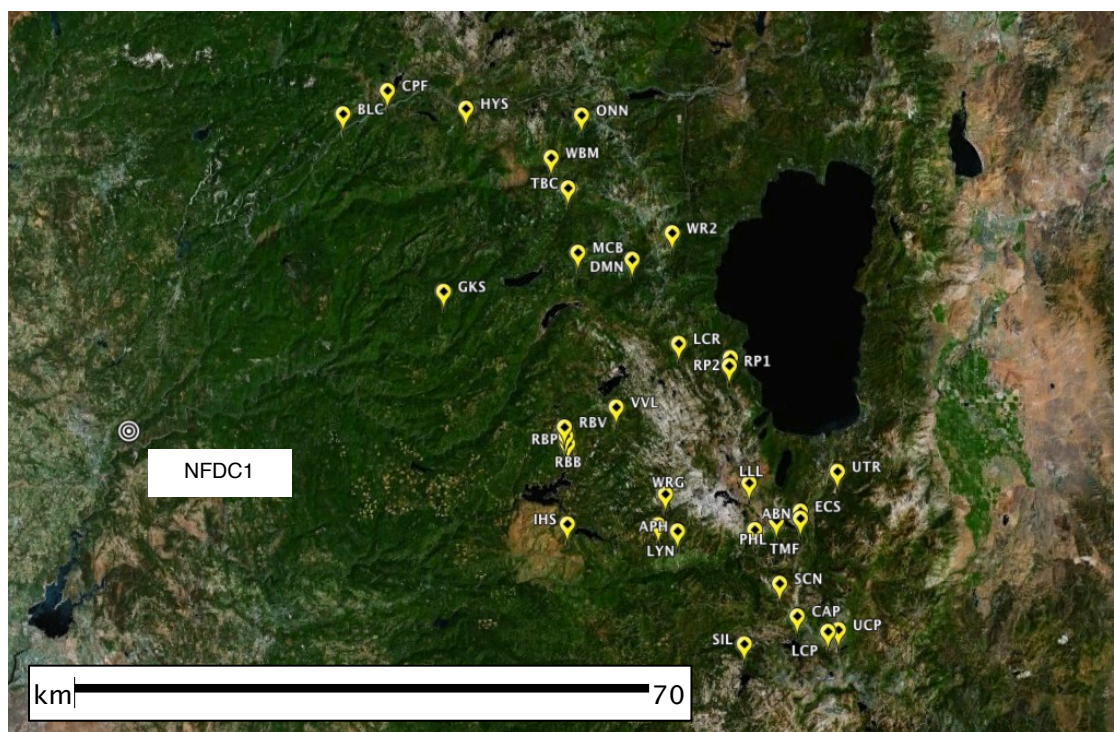 CPF
BLC
HYS
ONN
WBM
TBC
WR2
MCB
DMN
GKS
LCR
RP1
RP2
VVL
RBV
RBP
RBB
NFDC1
UTR
LLL
WRG
ECS
ABN
IHS
APH
PHL
LYN
TMF
SCN
CAP
UCP
SIL
LCP
km 70